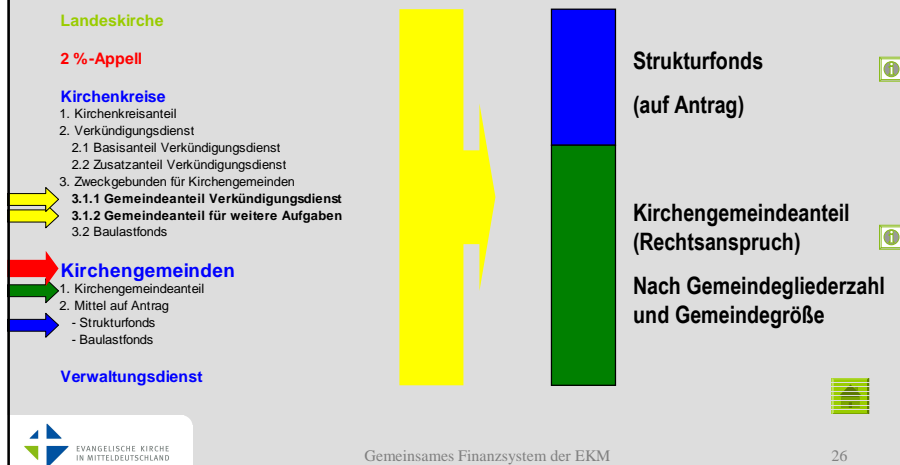 Landeskirche
2 %-Appell
Kirchenkreise
1. Kirchenkreisanteil
2. Verkündigungsdienst
2.1 Basisanteil Verkündigungsdienst
2.2 Zusatzanteil Verkündigungsdienst
3. Zweckgebunden für Kirchengemeinden
3.1.1 Gemeindeanteil Verkündigungsdienst
3.1.2 Gemeindeanteil für weitere Aufgaben
3.2 Baulastfonds
Kirchengemeinden
1. Kirchengemeindeanteil
2. Mittel auf Antrag
- Strukturfonds
- Baulastfonds
Verwaltungsdienst
Strukturfonds
(auf Antrag)
Kirchengemeindeanteil
(Rechtsanspruch)
Nach Gemeindegliederzahl
und Gemeindegröße
EVANGELISCHE KIRCHE
IN MITTELDEUTSCHLAND
Gemeinsames Finanzsystem der EKM
26